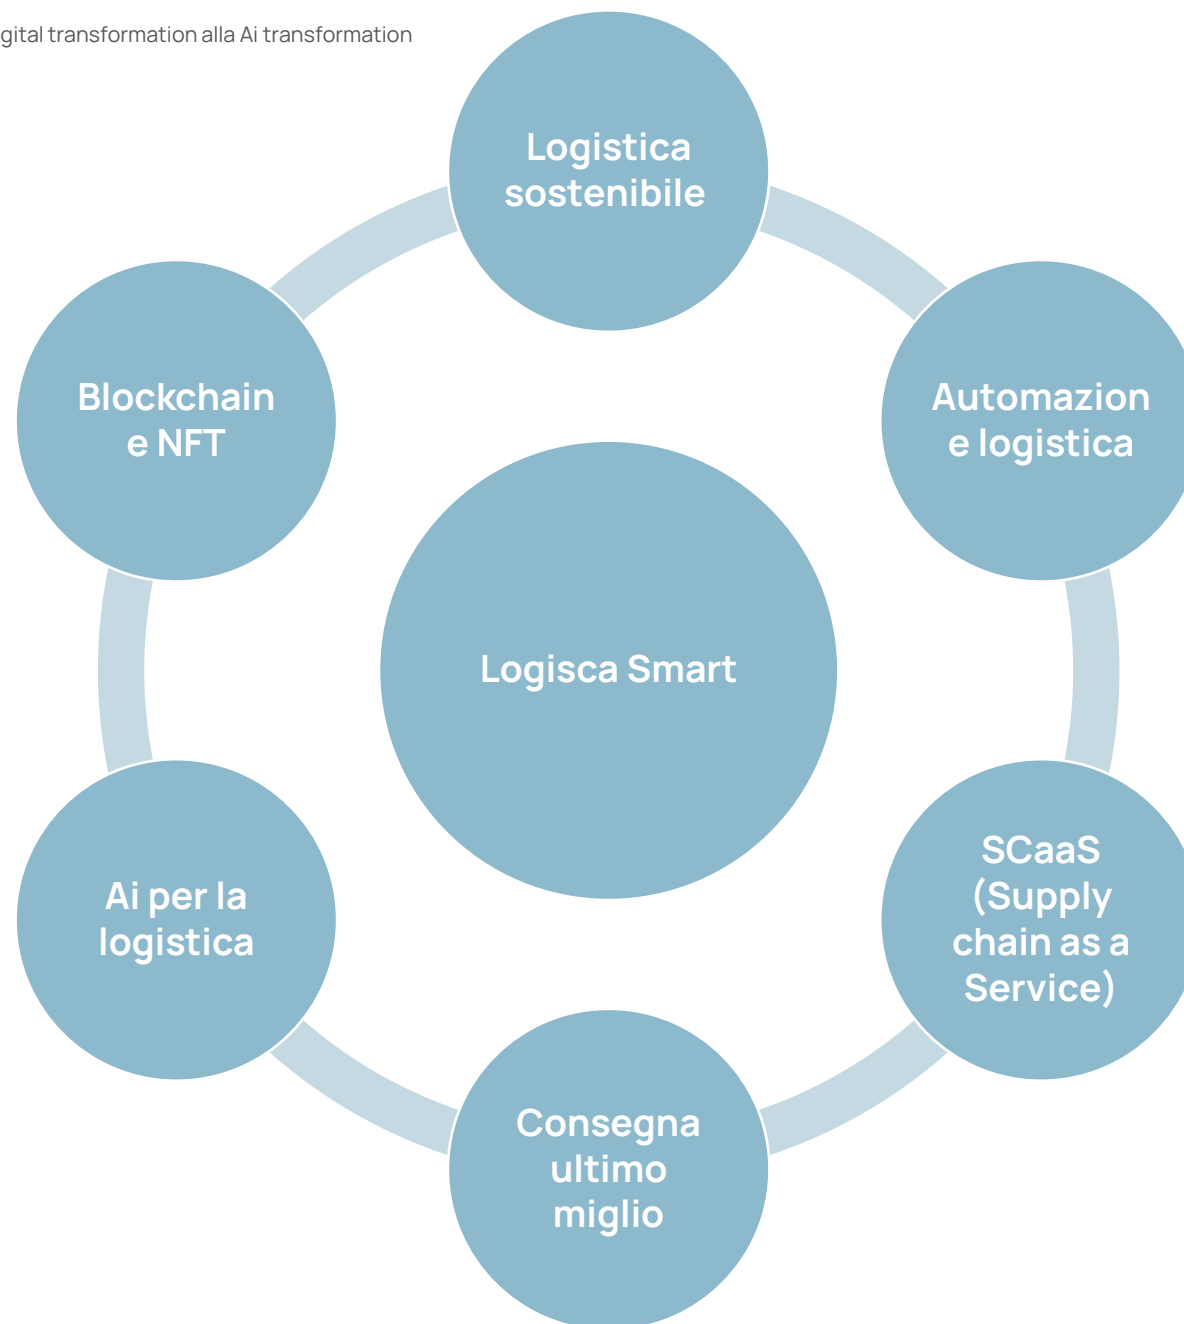 gital transformation alla Ai transformation
Logistica
sostenibile
Blockchain
e NFT
Automazion
e logistica
Logisca Smart
Ai per la
logistica
SCaaS
(Supply
chain as a
Service)
Consegna
ultimo
miglio